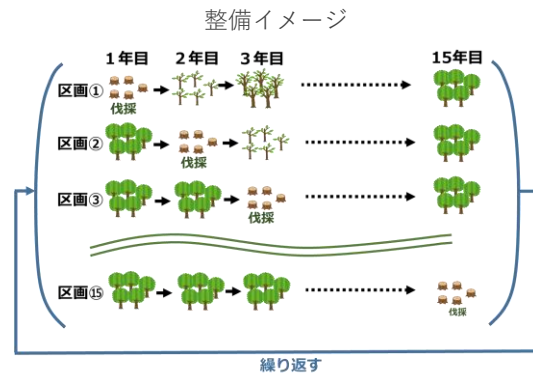 整備イメージ
1年目 2年目 3年目 15年目
区画①
伐採
区画②
伐採
区画③
伐採
区画⑮
伐採
繰り返す